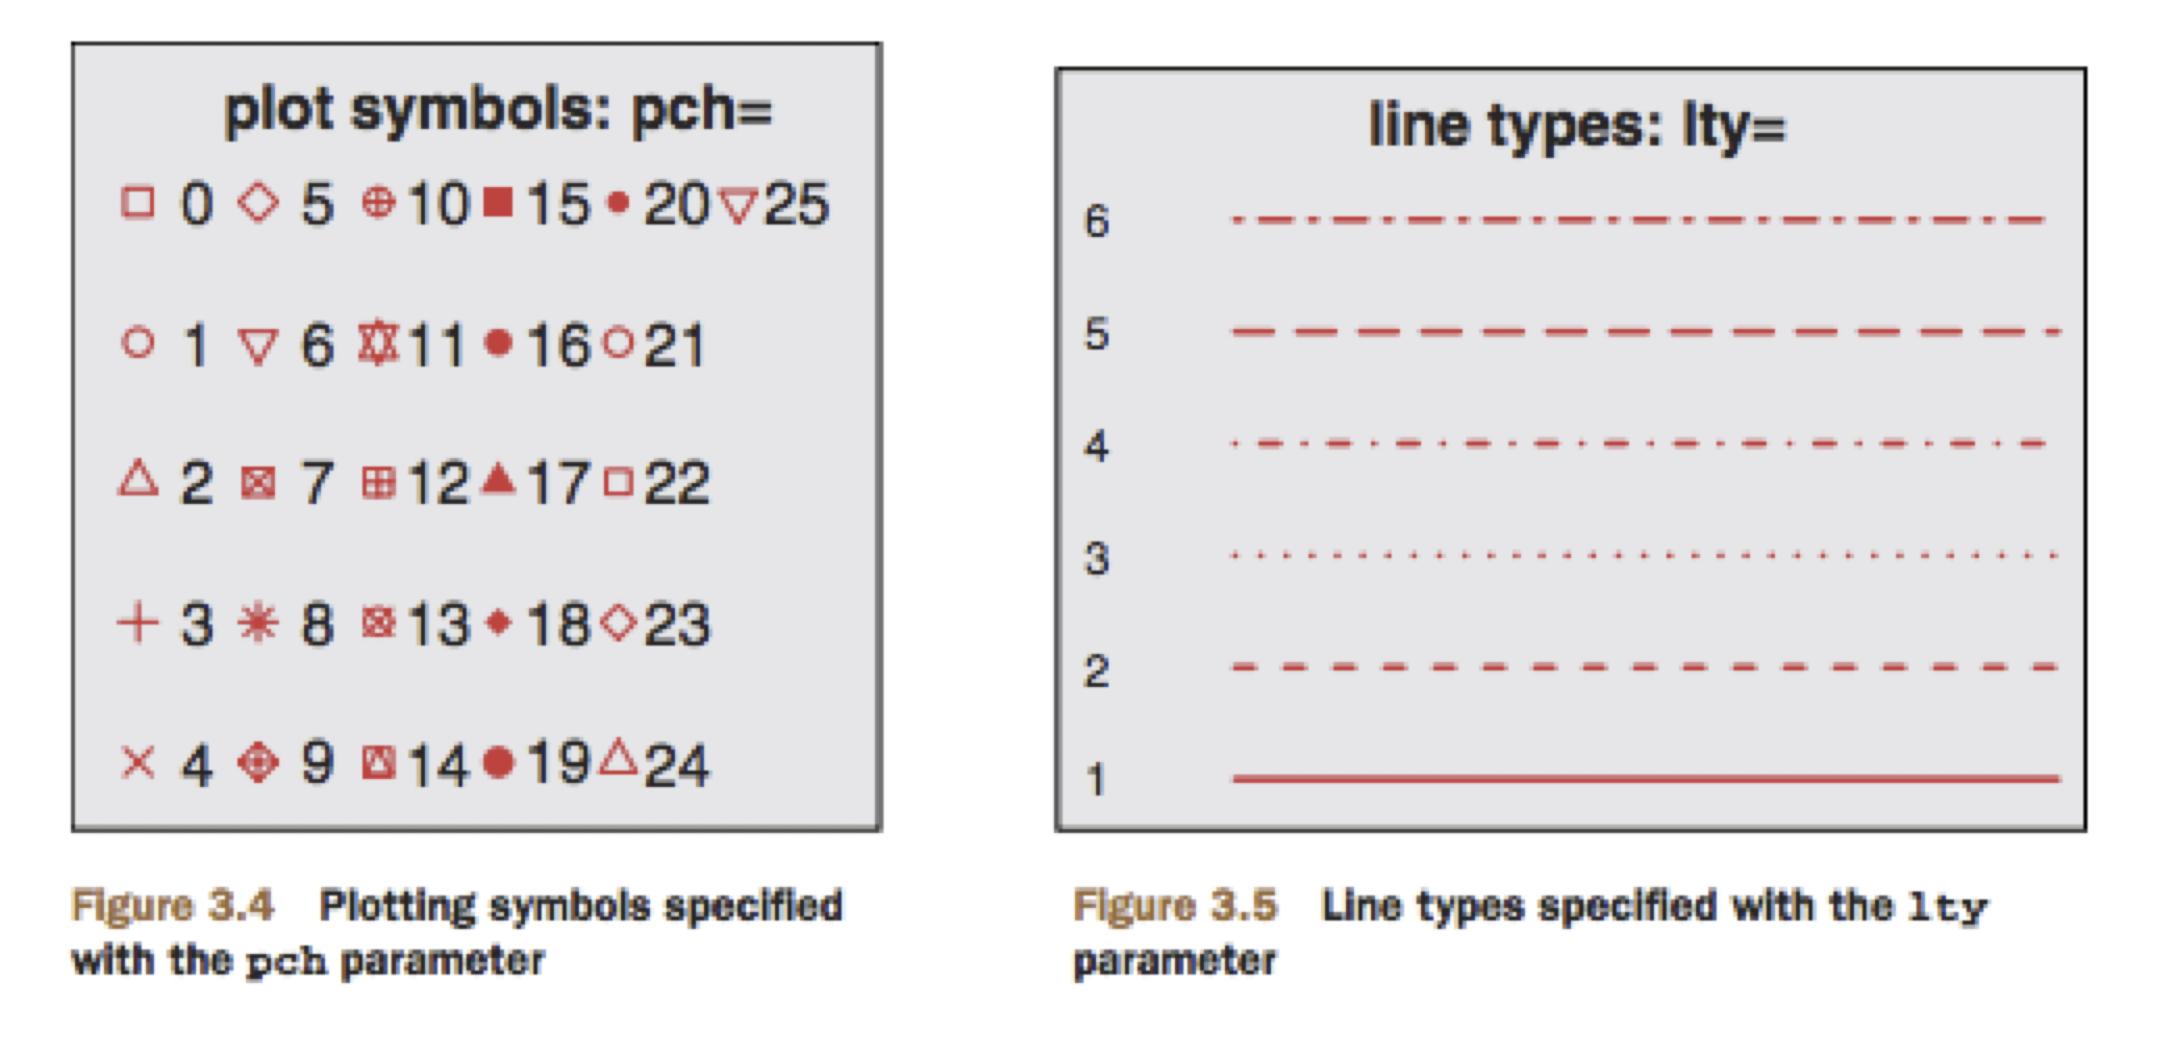 plot symbols: pch=
0 5 10 15 20 25
1 6 11 16 21
2 7 12 17 22
3 8 13 18 23
4 9 14 19 24
Figure 3.4 Plotting symbols specified
with the pch parameter
line types: lty=
6
5
4
3
2
1
Figure 3.5 Line types specified with the lty
parameter